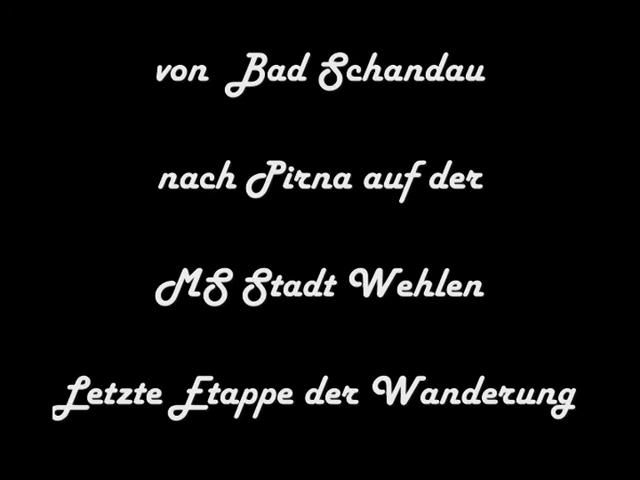 von Bad Schandau
nach Pirna auf der
MS Stadt Wehlen
Letzte Etappe der Wanderung